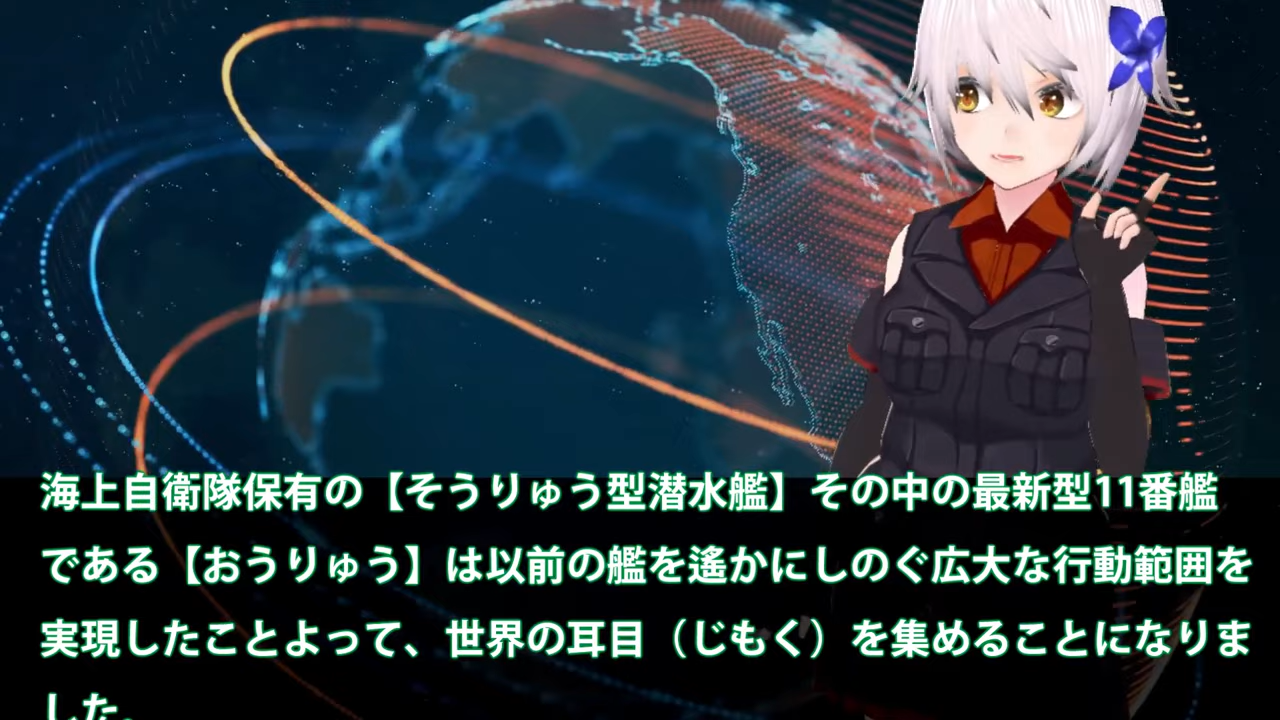 海上自衛隊保有の【そうりゅう型潜水艦】その中の最新型11番艦
である【おうりゅう】は以前の艦を遙かにしのぐ広大な行動範囲を
実現したことよって、世界の耳目（じもく）を集めることになりま
した。